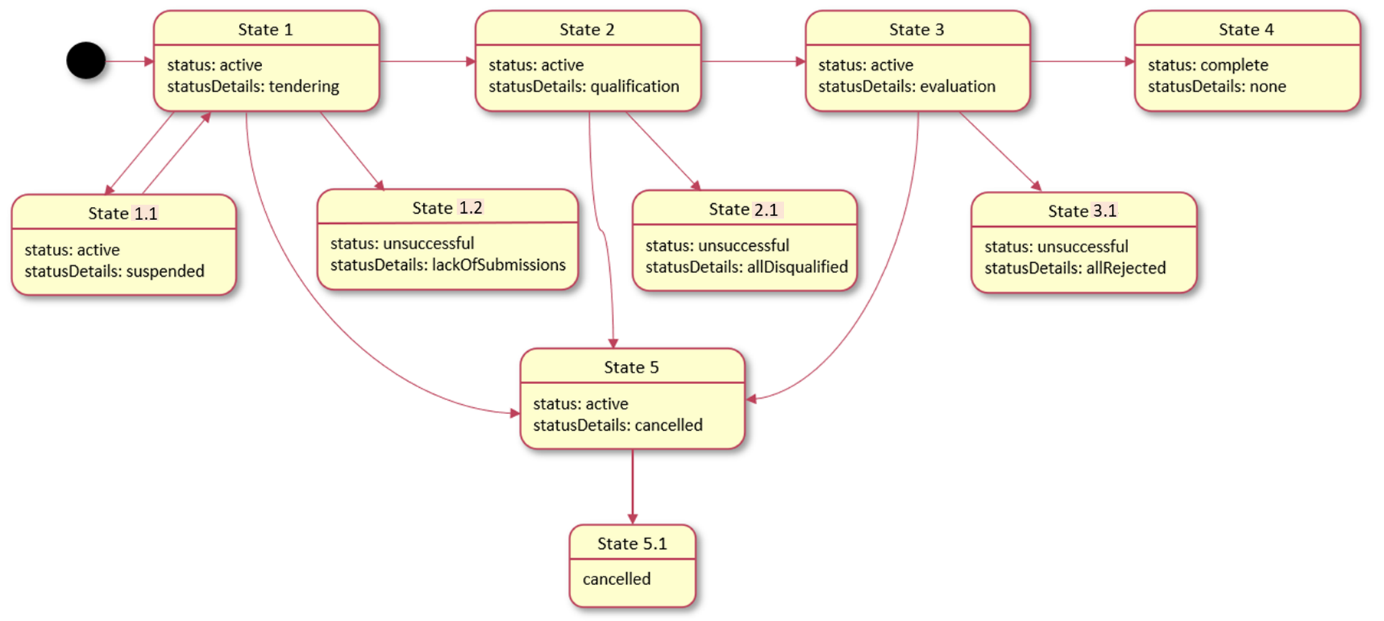 State 1
status: active
statusDetails: tendering
State 2
status: active
statusDetails: qualification
State 3
status: active
statusDetails: evaluation
State 4
status: complete
statusDetails: none
State 1.1
status: active
statusDetails: suspended
State 1.2
status: unsuccessful
statusDetails: lackOfSubmissions
State 2.1
status: unsuccessful
statusDetails: allDisqualified
State 3.1
status: unsuccessful
statusDetails: allRejected
State 5
status: active
statusDetails: cancelled
State 5.1
cancelled